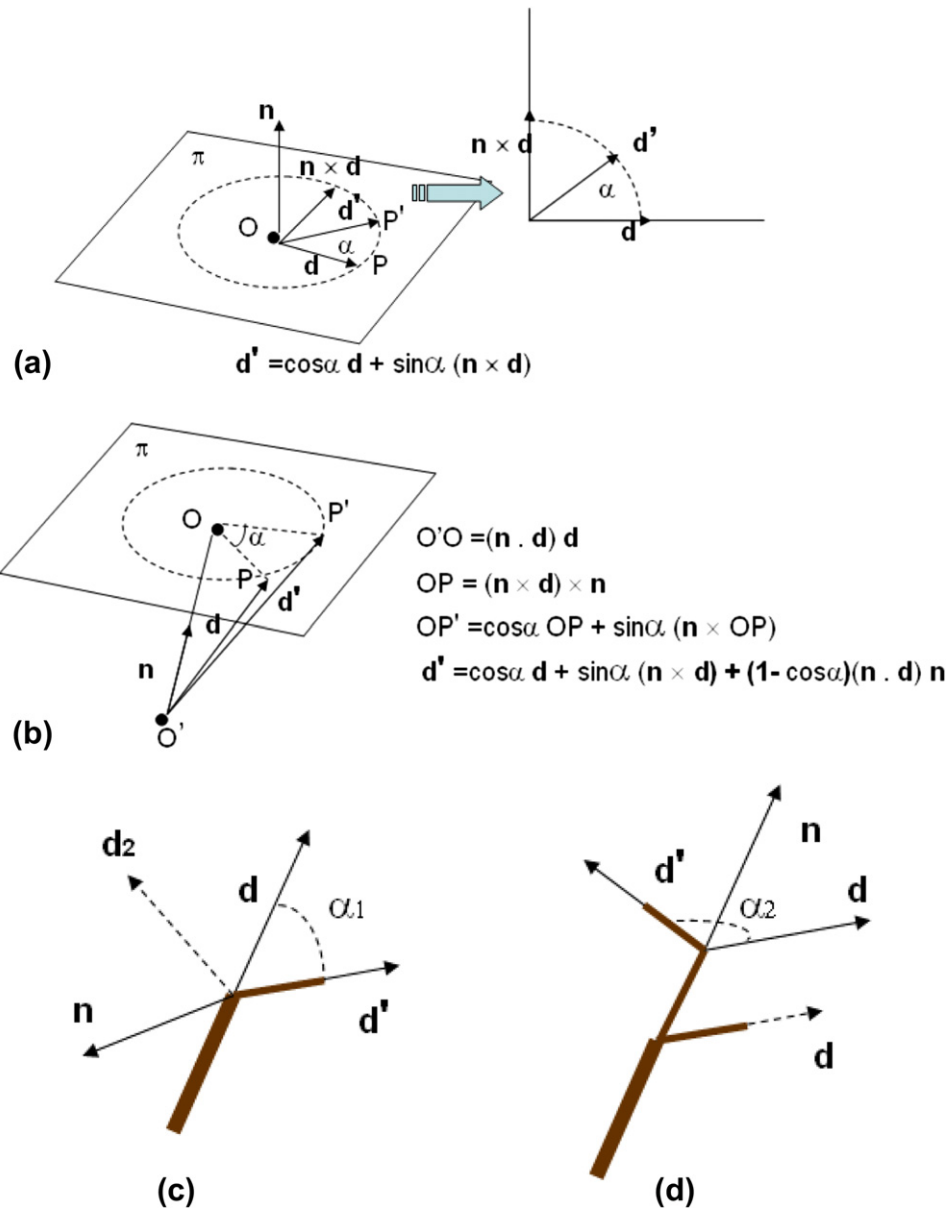 n
π
n × d
d'
P'
O
α
d
P
n × d
d'
α
d
(a)
d' =cosα d + sinα (n × d)
π
O
P'
α
P
d'
d
n
O'
O'O =(n . d) d
OP = (n × d) × n
OP' =cosα OP + sinα (n × OP)
d' =cosα d + sinα (n × d) + (1- cosα)(n . d) n
(b)
d2
d
α1
n
d'
(c)
n
d'
d
α2
d
(d)